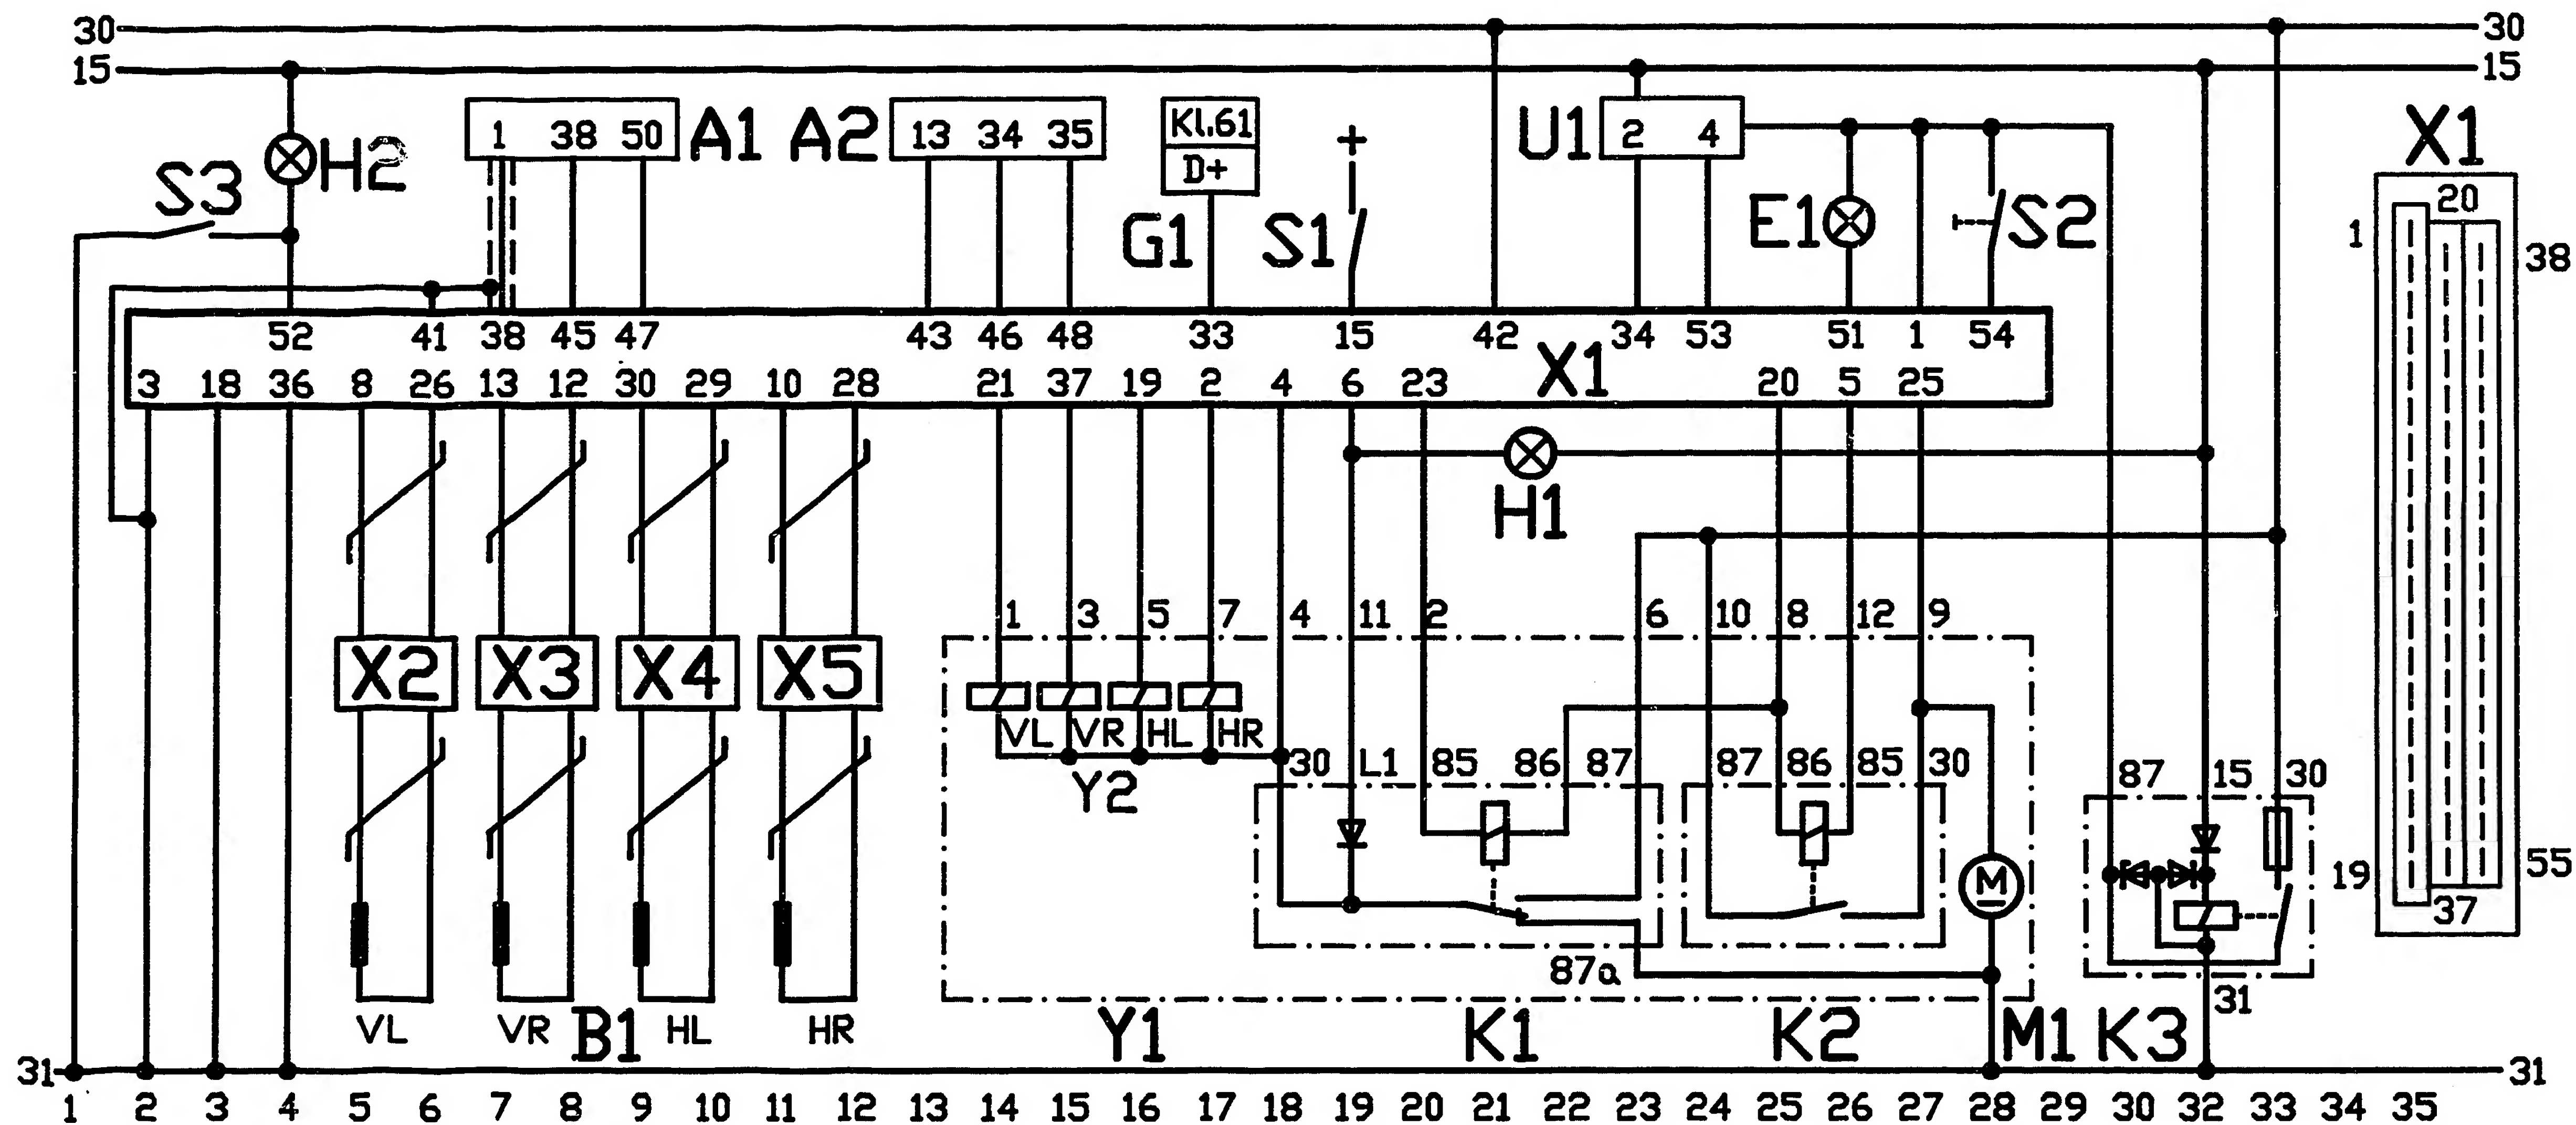 30 30
15 15
H2 S3
1 38 50 A1
A2 13 34 35
Kl.61
D+
G1
+
S1
U1 2 4
E1 S2
X1
20
1 38
19 55
37
52 41 38 45 47 43 46 48 33 15 42 34 53 51 1 54
X1
3 18 36 8 26 13 12 30 29 10 28 21 37 19 2 4 6 23 20 5 25
H1
1 3 5 7 4 11 2 6 10 8 12 9
X2 X3 X4 X5
VL VR HL HR
Y2
30 L1 85 86 87 87 86 85 30
87 15 30
M
87a
31
VL VR B1 HL HR
Y1 K1 K2 M1 K3
31 31
1 2 3 4 5 6 7 8 9 10 11 12 13 14 15 16 17 18 19 20 21 22 23 24 25 26 27 28 29 30 32 33 34 35